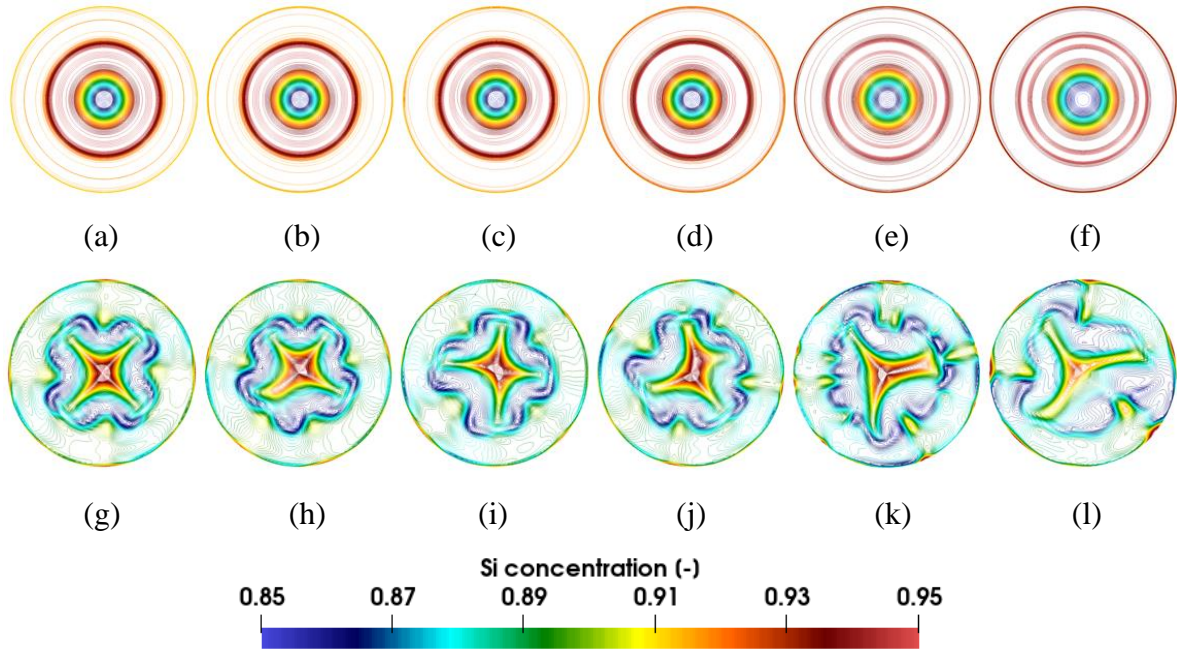 (a) (b) (c) (d) (e) (f)
(g) (h) (i) (j) (k) (l)
Si concentration (-)
0.85 0.87 0.89 0.91 0.93 0.95